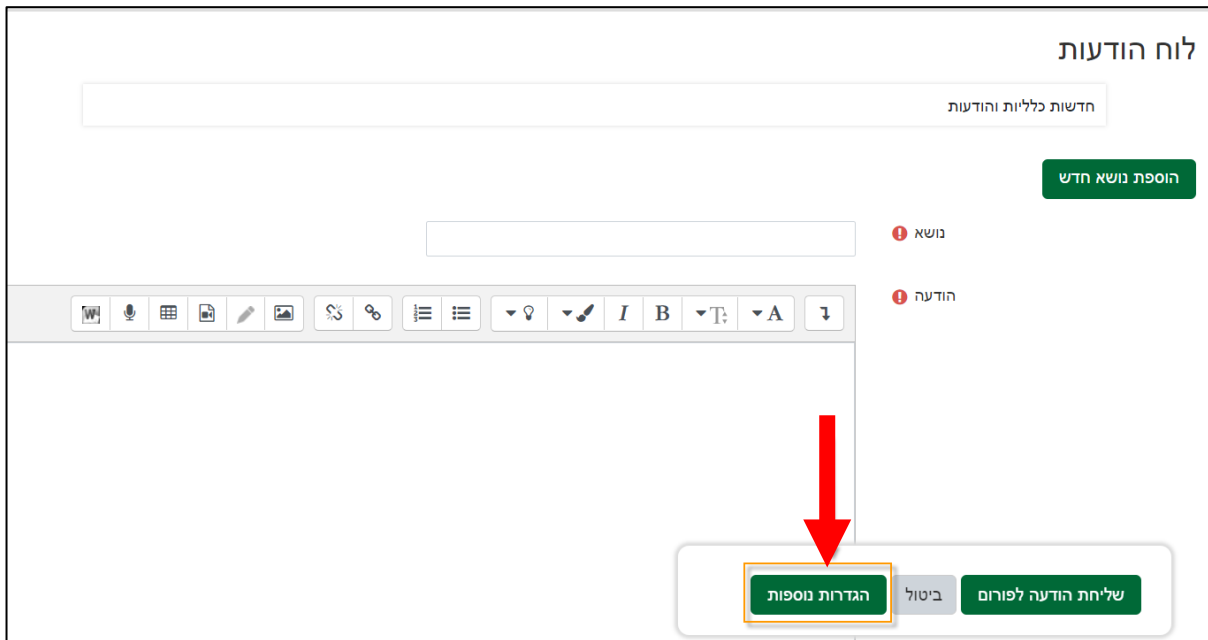 לוח הודעות
חדשות כלליות והודעות
הוספת נושא חדש
נושא
הודעה
A T B I
שליחת הודעה לפורום ביטול הגדרות נוספות